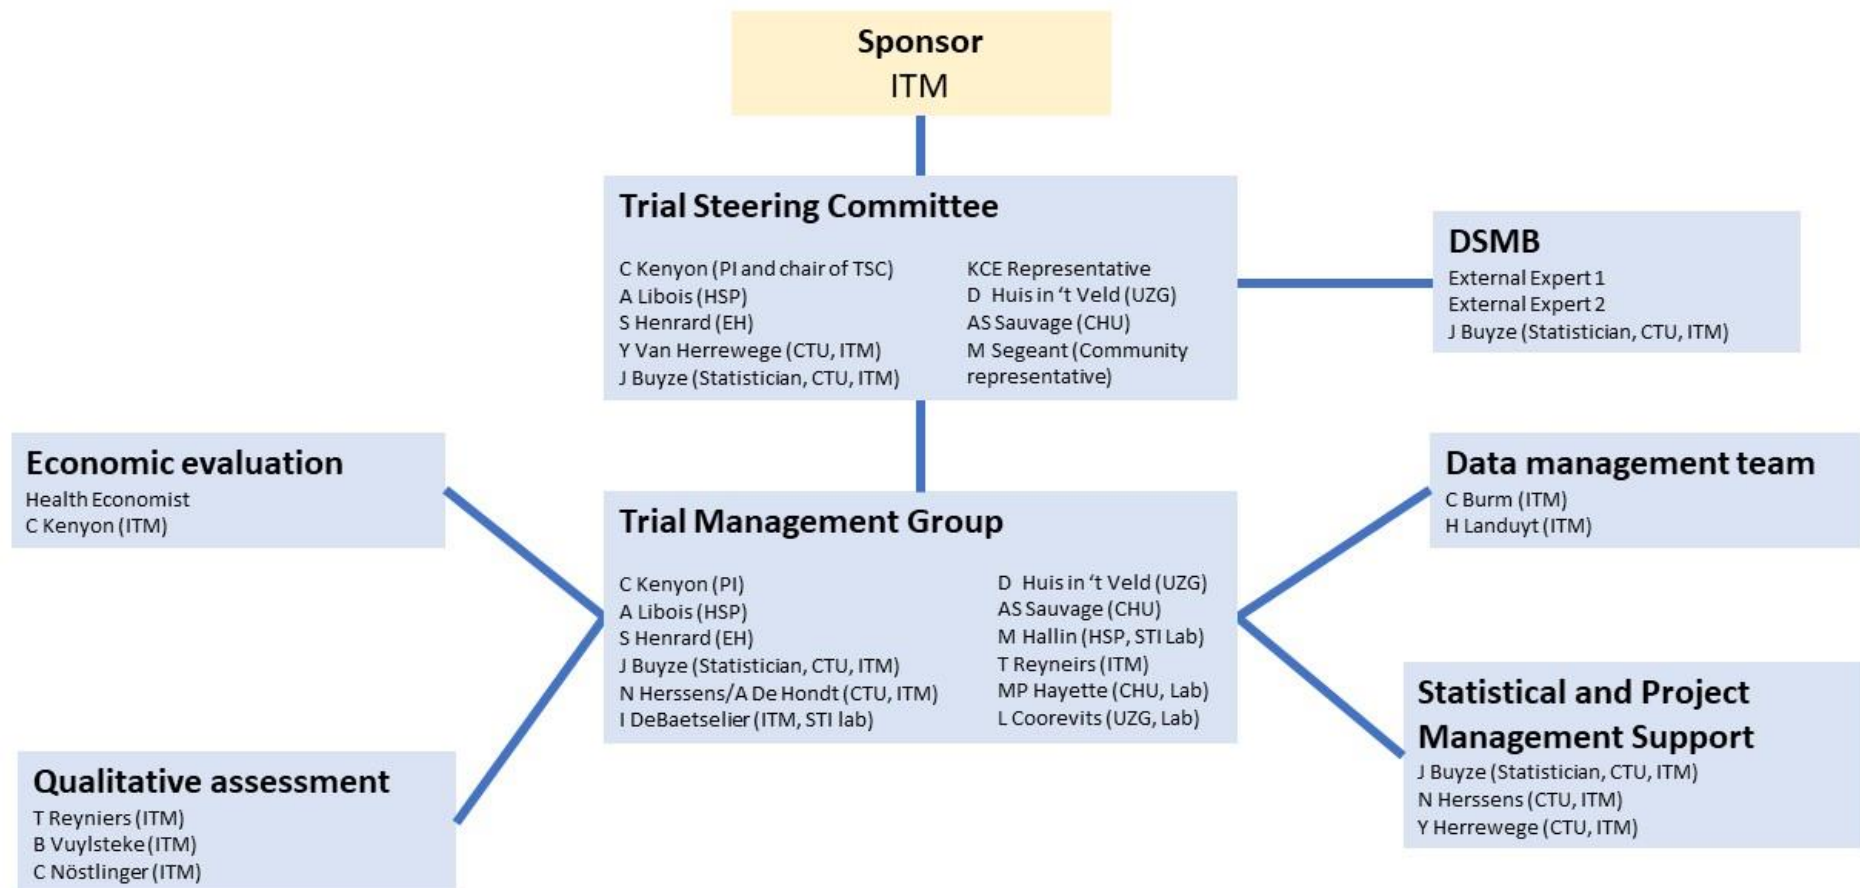 Sponsor
ITM
Trial Steering Committee
C Kenyon (PI and chair of TSC)
A Libois (HSP)
S Henrard (EH)
Y Van Herrewege (CTU, ITM)
J Buyze (Statistician, CTU, ITM)
KCE Representative
D Huis in ‘t Veld (UZG)
AS Sauvage (CHU)
M Segeant (Community
representative)
DSMB
External Expert 1
External Expert 2
J Buyze (Statistician, CTU, ITM)
Economic evaluation
Health Economist
C Kenyon (ITM)
Trial Management Group
C Kenyon (PI)
A Libois (HSP)
S Henrard (EH)
J Buyze (Statistician, CTU, ITM)
N Herssens/A De Hondt (CTU, ITM)
I DeBaetselier (ITM, STI lab)
D Huis in ‘t Veld (UZG)
AS Sauvage (CHU)
M Hallin (HSP, STI Lab)
T Reyneirs (ITM)
MP Hayette (CHU, Lab)
L Coorevits (UZG, Lab)
Data management team
C Burm (ITM)
H Landuyt (ITM)
Qualitative assessment
T Reyniers (ITM)
B Vuylsteke (ITM)
C Nöstlinger (ITM)
Statistical and Project
Management Support
J Buyze (Statistician, CTU, ITM)
N Herssens (CTU, ITM)
Y Herrewege (CTU, ITM)